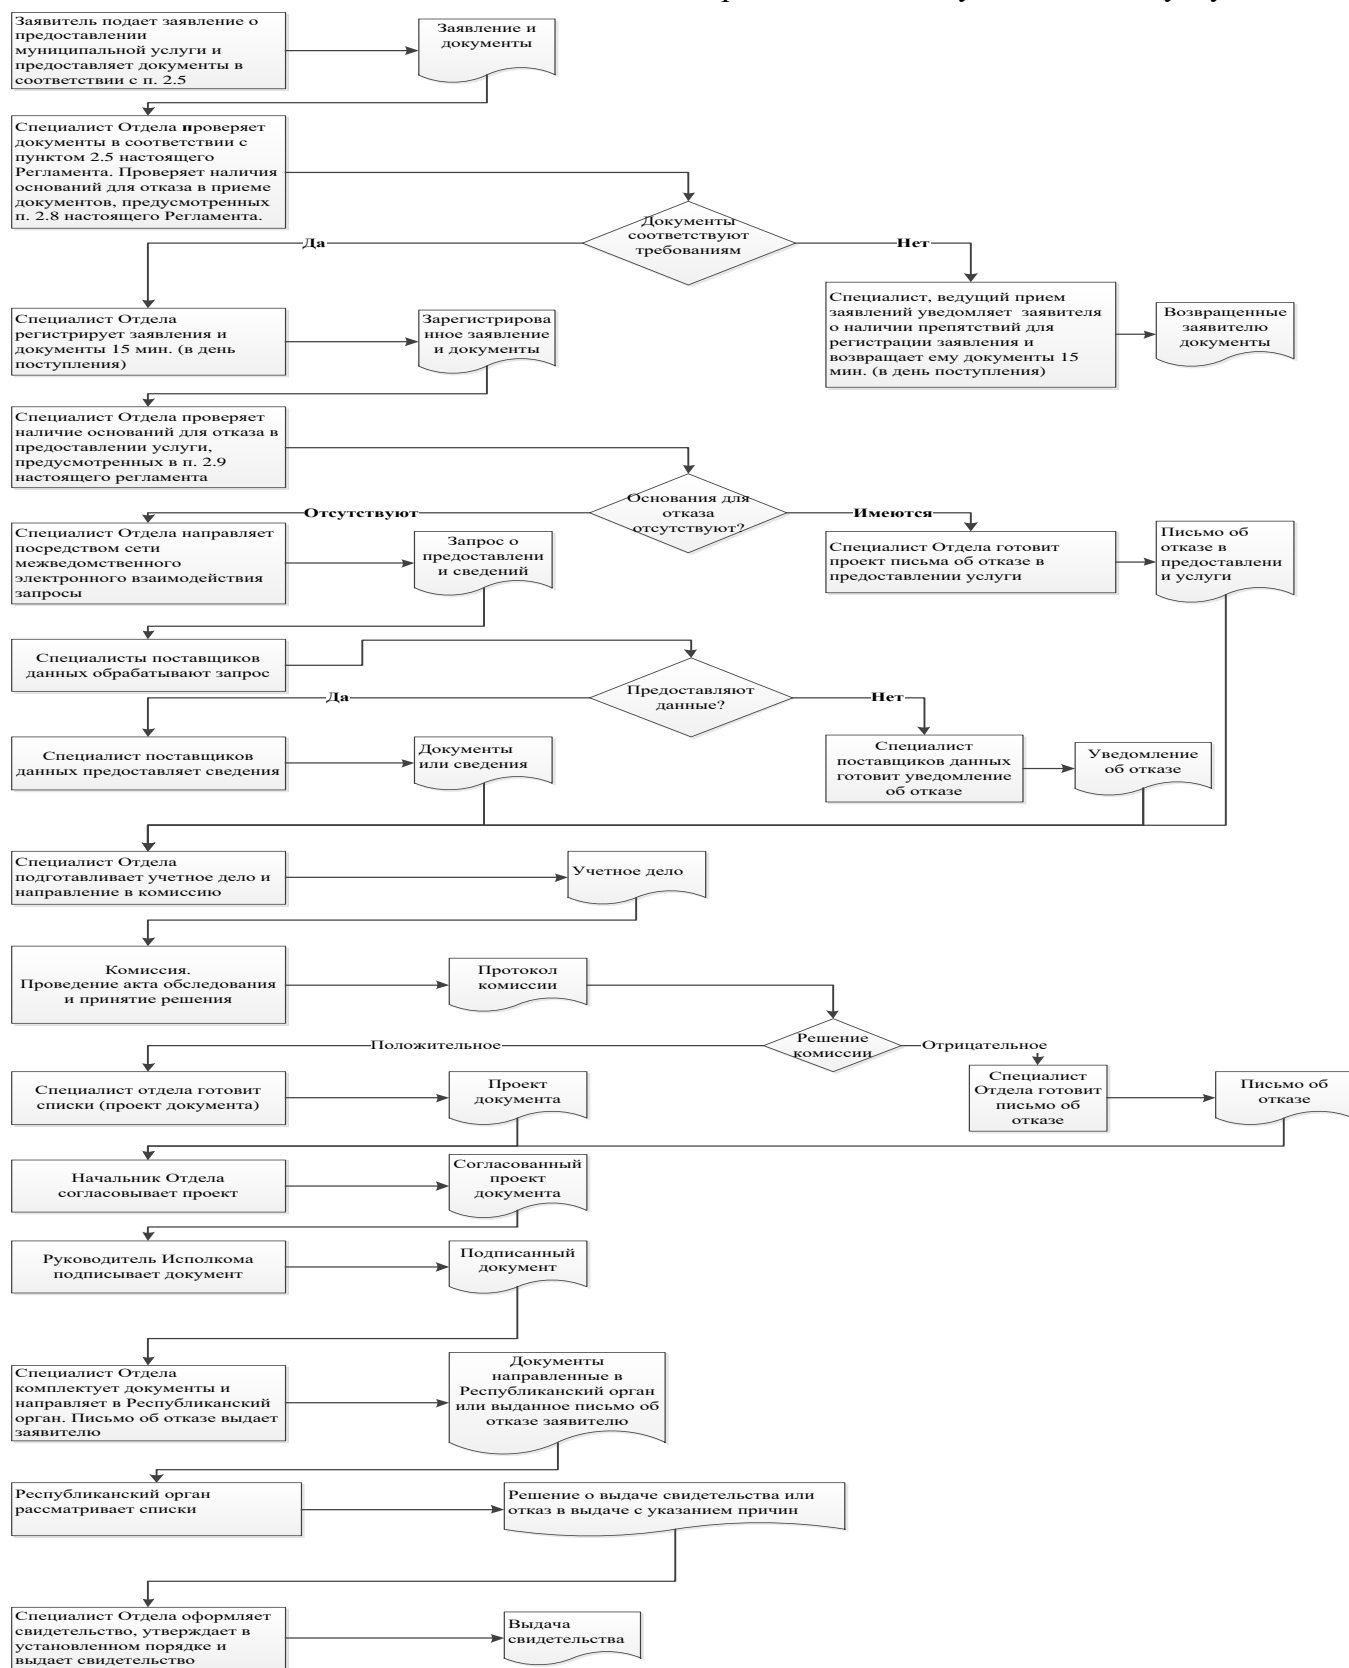 Заявитель подает заявление о
предоставлении
муниципальной услуги и
предоставляет документы в
соответствии с п. 2.5
Заявление и
документы
Специалист Отдела проверяет
документы в соответствии с
пунктом 2.5 настоящего
Регламента. Проверяет наличия
оснований для отказа в приеме
документов, предусмотренных
п. 2.8 настоящего Регламента.
Документы
соответствуют
требованиям
Да
Нет
Специалист Отдела
регистрирует заявления и
документы 15 мин. (в день
поступления)
Зарегистрирова
нное заявление
и документы
Специалист, ведущий прием
заявлений уведомляет заявителя
о наличии препятствий для
регистрации заявления и
возвращает ему документы 15
мин. (в день поступления)
Возвращенные
заявителю
документы
Специалист Отдела проверяет
наличие оснований для отказа в
предоставлении услуги,
предусмотренных в п. 2.9
настоящего регламента
Основания для
отказа
отсутствуют?
Отсутствуют
Имеются
Специалист Отдела направляет
посредством сети
межведомственного
электронного взаимодействия
запросы
Запрос о
предоставлени
и сведений
Специалист Отдела готовит
проект письма об отказе в
предоставлении услуги
Письмо об
отказе в
предоставлени
и услуги
Специалисты поставщиков
данных обрабатывают запрос
Предоставляют
данные?
Да
Нет
Специалист поставщиков
данных предоставляет сведения
Документы
или сведения
Специалист
поставщиков данных
готовит уведомление
об отказе
Уведомление
об отказе
Специалист Отдела
подготавливает учетное дело и
направление в комиссию
Учетное дело
Комиссия.
Проведение акта обследования
и принятие решения
Протокол
комиссии
Решение
комиссии
Положительное
Отрицательное
Специалист отдела готовит
списки (проект документа)
Проект
документа
Специалист
Отдела готовит
письмо об
отказе
Письмо об
отказе
Начальник Отдела
согласовывает проект
Согласованный
проект
документа
Руководитель Исполкома
подписывает документ
Подписанный
документ
Специалист Отдела
комплектует документы и
направляет в Республиканский
орган. Письмо об отказе выдает
заявителю
Документы
направленные в
Республиканский орган
или выданное письмо об
отказе заявителю
Республиканский орган
рассматривает списки
Решение о выдаче свидетельства или
отказ в выдаче с указанием причин
Специалист Отдела оформляет
свидетельство, утверждает в
установленном порядке и
выдает свидетельство
Выдача
свидетельства